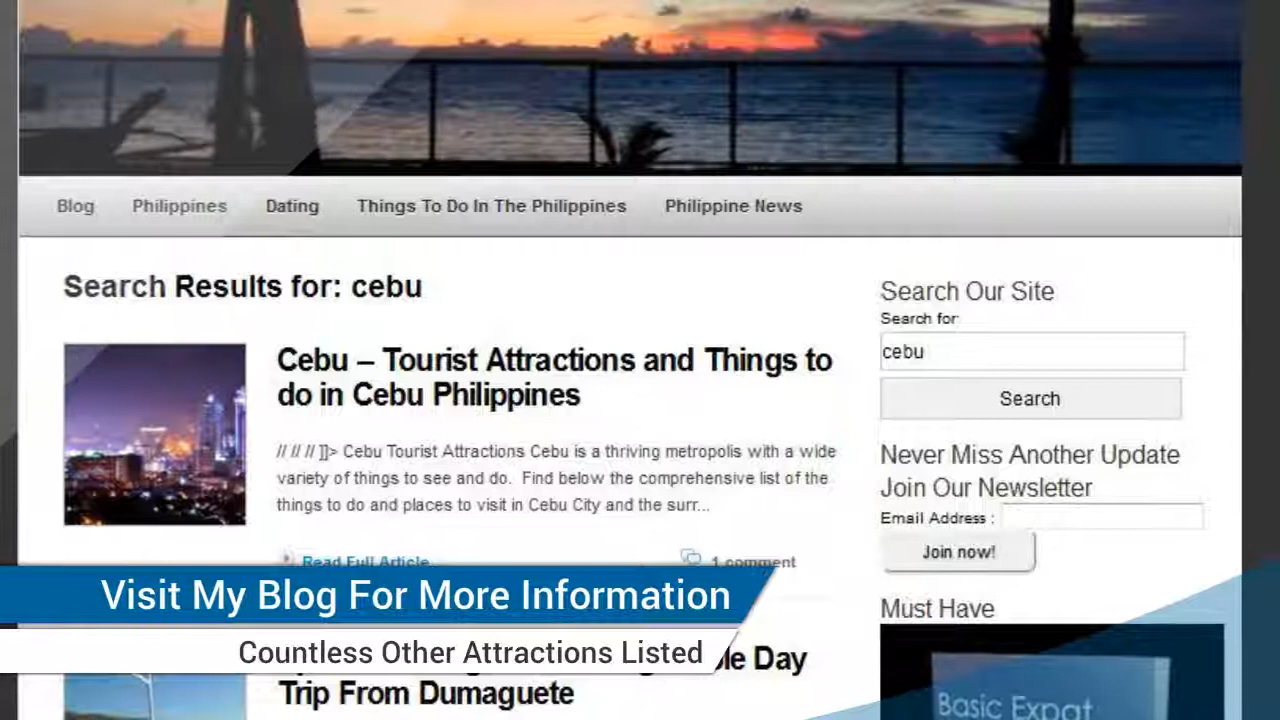 Blog Philippines Dating Things To Do In The Philippines Philippine News
Search Results for: cebu
Cebu – Tourist Attractions and Things to
do in Cebu Philippines
// // // ]]> Cebu Tourist Attractions Cebu is a thriving metropolis with a wide
variety of things to see and do. Find below the comprehensive list of the
things to do and places to visit in Cebu City and the surr...
Read Full Article
1 comment
Day
Trip From Dumaguete
Search Our Site
Search for:
cebu
Search
Never Miss Another Update
Join Our Newsletter
Email Address :
Join now!
Must Have
Basic Expat
Visit My Blog For More Information
Countless Other Attractions Listed